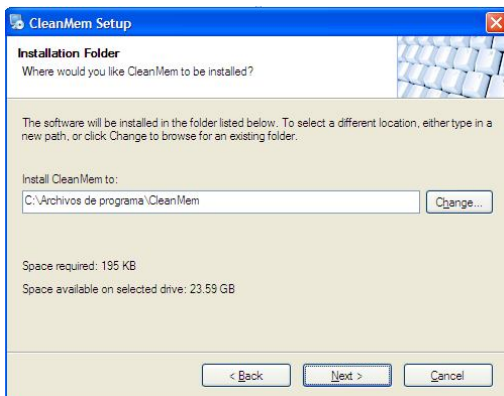 CleanMem Setup
Installation Folder
Where would you like CleanMem to be installed?
The software will be installed in the folder listed below. To select a different location, either type in a
new path, or click Change to browse for an existing folder.
Install CleanMem to:
C:\Archivos de programa\CleanMem
Change...
Space required: 195 KB
Space available on selected drive: 23.59 GB
< Back
Next >
Cancel